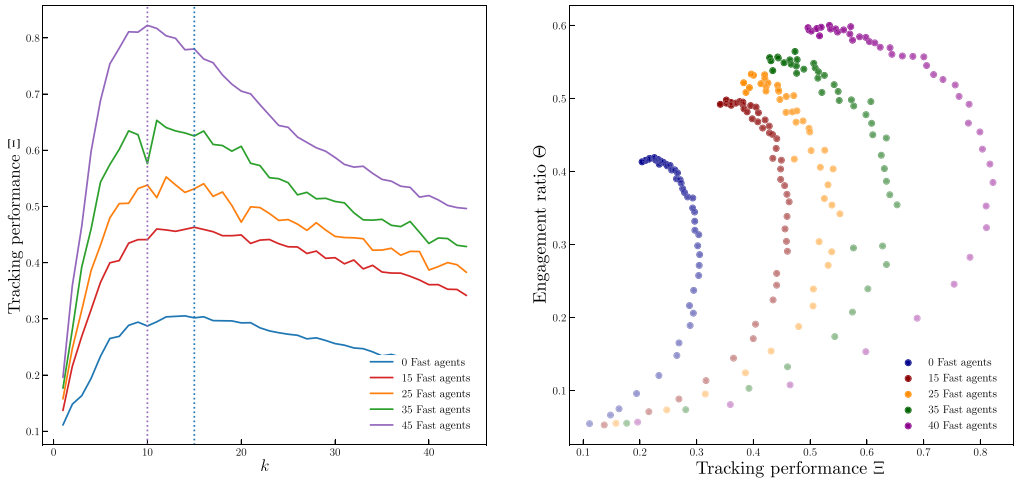 Tracking performance Ξ
0.8
0.7
0.6
0.5
0.4
0.3
0.2
0.1
0
10
20
30
40
k
0 Fast agents
15 Fast agents
25 Fast agents
35 Fast agents
45 Fast agents
Engagement ratio Θ
0.6
0.5
0.4
0.3
0.2
0.1
0.1
0.2
0.3
0.4
0.5
0.6
0.7
0.8
Tracking performance Ξ
0 Fast agents
15 Fast agents
25 Fast agents
35 Fast agents
40 Fast agents